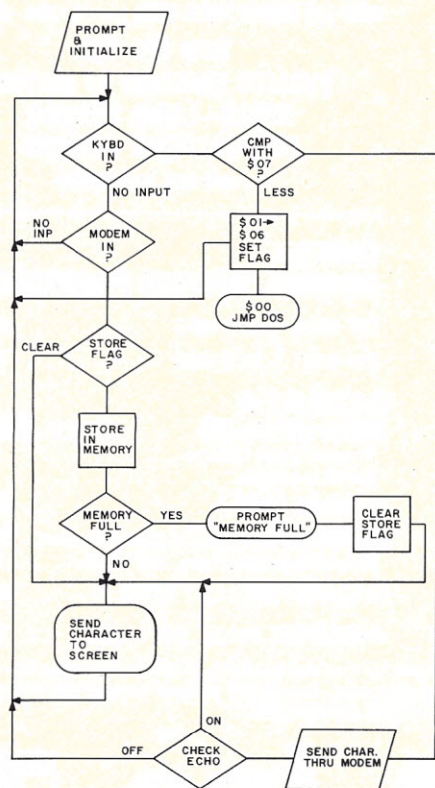 PROMPT
&
INITIALIZE
KYBD
IN
?
CMP
WITH
$07
?
NO INPUT
LESS
NO
INP
MODEM
IN
?
$01→
$06
SET
FLAG
$00
JMP DOS
CLEAR
STORE
FLAG
?
STORE
IN
MEMORY
MEMORY
FULL
?
YES
PROMPT
"MEMORY FULL"
CLEAR
STORE
FLAG
NO
SEND
CHARACTER
TO
SCREEN
ON
OFF
CHECK
ECHO
SEND CHAR.
THRU MODEM